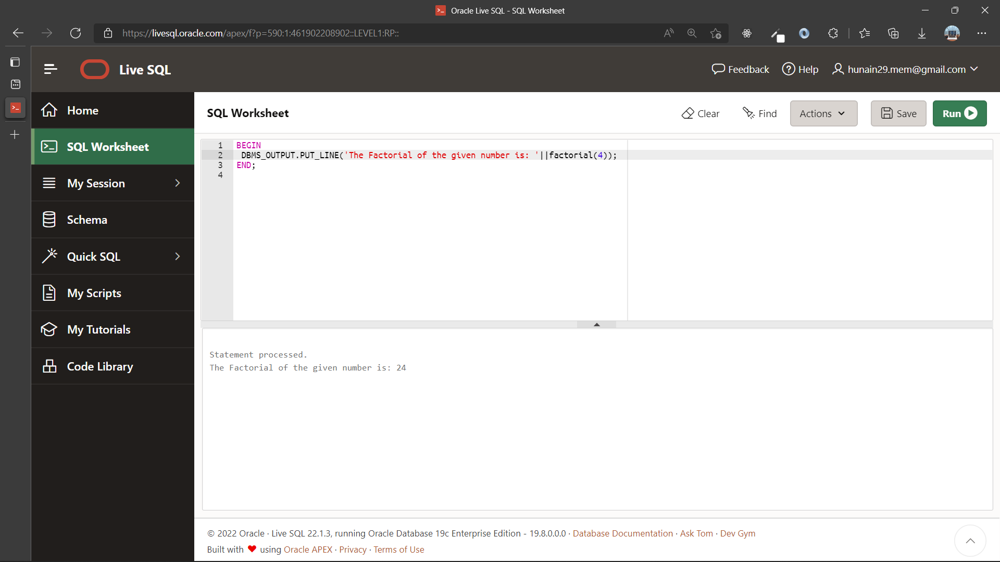 Oracle Live SQL - SQL Worksheet
https://livesql.oracle.com/apex/f?p=590:1:461902208902::LEVEL1:RP::
Live SQL
Feedback
Help
hunain29.mem@gmail.com
Home
SQL Worksheet
My Session
Schema
Quick SQL
My Scripts
My Tutorials
Code Library
SQL Worksheet
Clear
Find
Actions
Save
Run
1 BEGIN
2 DBMS_OUTPUT.PUT_LINE('The Factorial of the given number is: '||factorial(4));
3 END;
4
Statement processed.
The Factorial of the given number is: 24
© 2022 Oracle · Live SQL 22.1.3, running Oracle Database 19c Enterprise Edition - 19.8.0.0.0 · Database Documentation · Ask Tom · Dev Gym
Built with ❤ using Oracle APEX · Privacy · Terms of Use